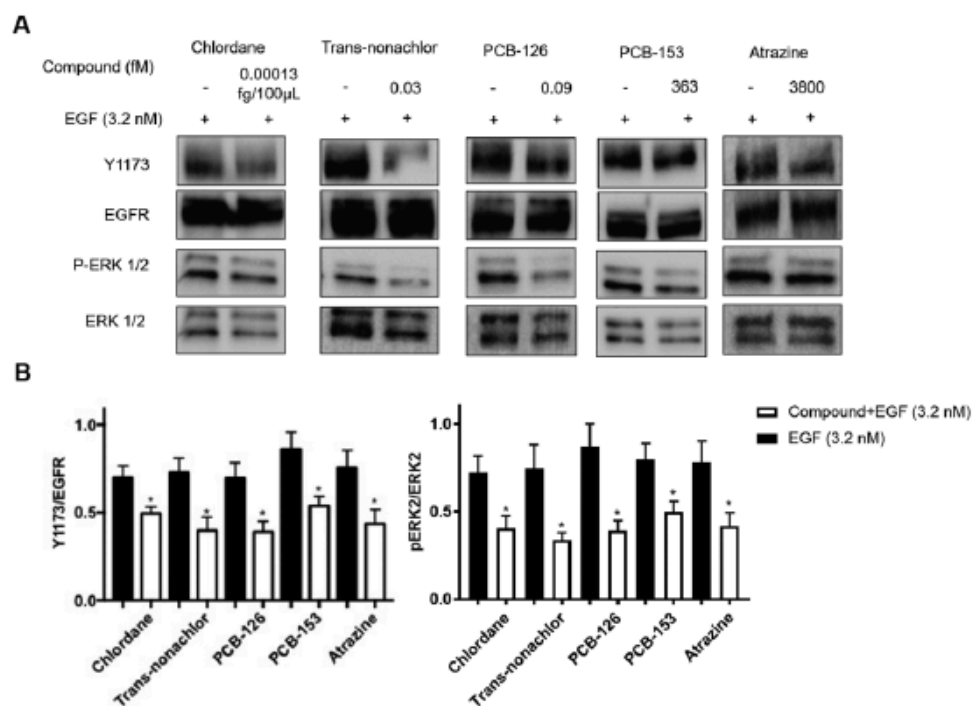 A
Chlordane Trans-nonachlor PCB-126 PCB-153 Atrazine
Compound (fM) - 0.00013 fg/100µL - 0.03 - 0.09 - 363 - 3800
EGF (3.2 nM) + + + + + + + + + +
Y1173
EGFR
P-ERK 1/2
ERK 1/2
B
Compound+EGF (3.2 nM)
EGF (3.2 nM)
Y1173/EGFR
1.0
0.5
0.0
* * * * *
Chlordane
Trans-nonachlor
PCB-126
PCB-153
Atrazine
pERK2/ERK2
1.0
0.5
0.0
* * * * *
Chlordane
Trans-nonachlor
PCB-126
PCB-153
Atrazine